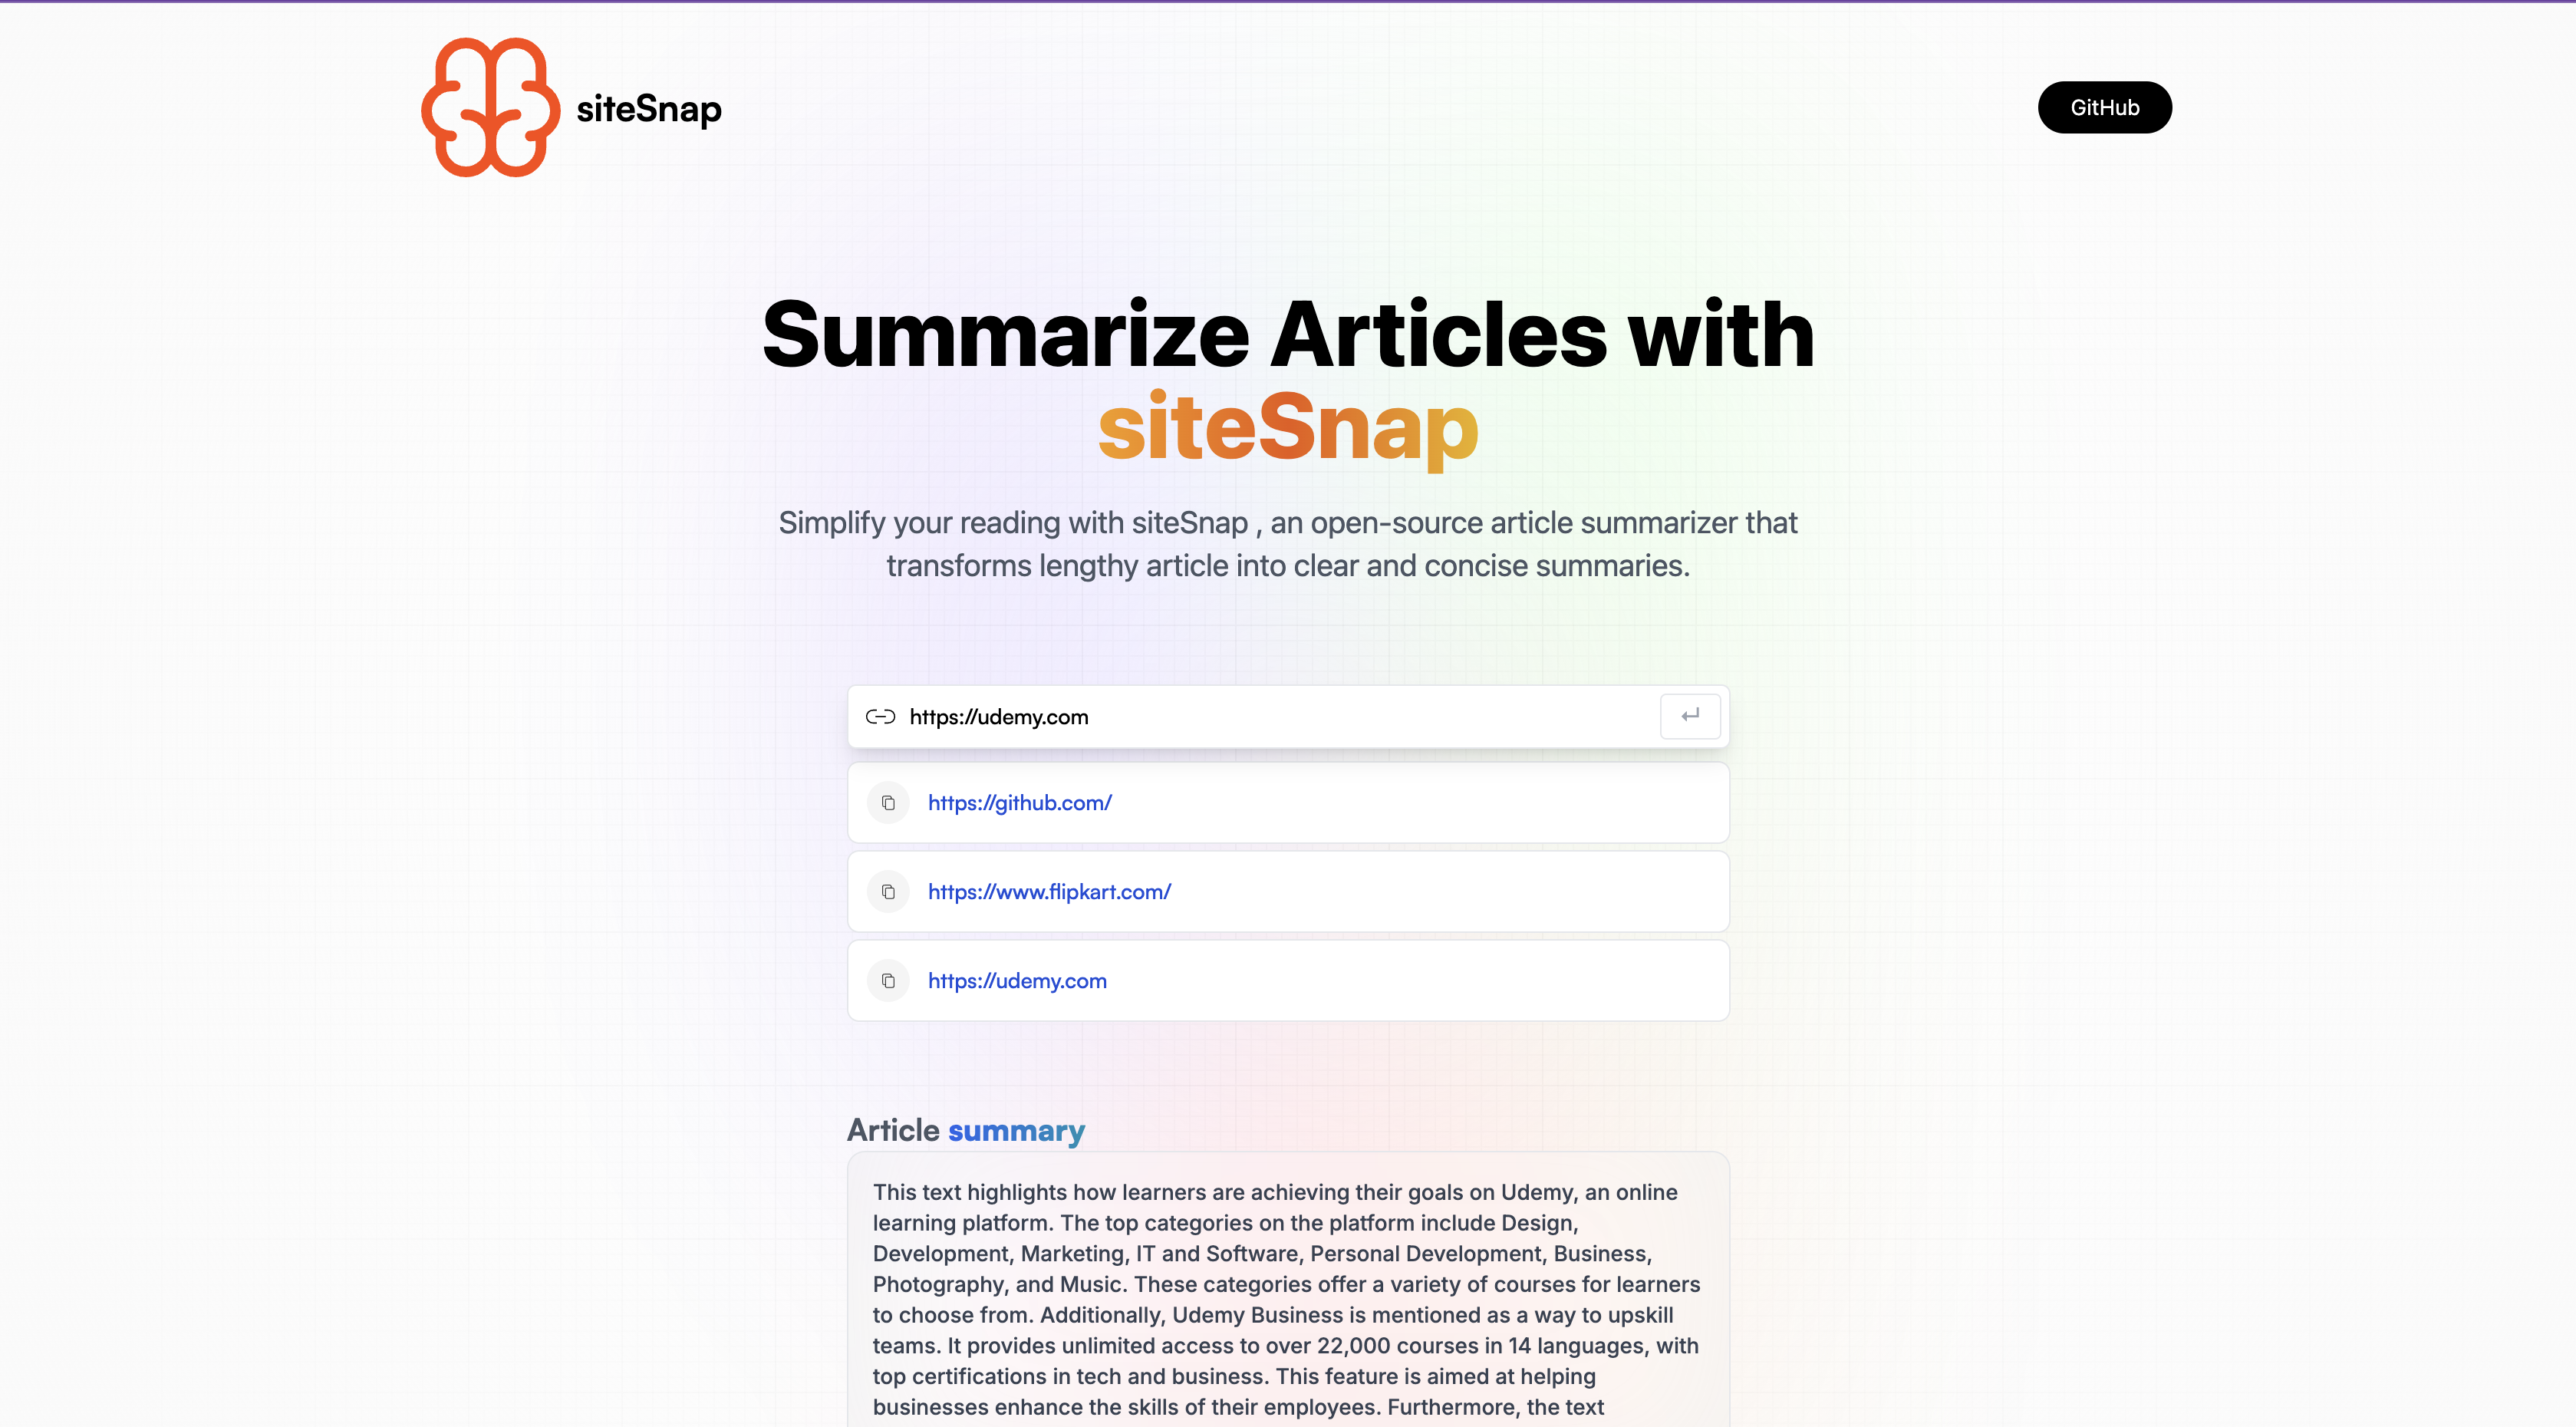 siteSnap
GitHub
Summarize Articles with
siteSnap
Simplify your reading with siteSnap , an open-source article summarizer that
transforms lengthy article into clear and concise summaries.
https://udemy.com
https://github.com/
https://www.flipkart.com/
https://udemy.com
Article summary
This text highlights how learners are achieving their goals on Udemy, an online
learning platform. The top categories on the platform include Design,
Development, Marketing, IT and Software, Personal Development, Business,
Photography, and Music. These categories offer a variety of courses for learners
to choose from. Additionally, Udemy Business is mentioned as a way to upskill
teams. It provides unlimited access to over 22,000 courses in 14 languages, with
top certifications in tech and business. This feature is aimed at helping
businesses enhance the skills of their employees. Furthermore, the text